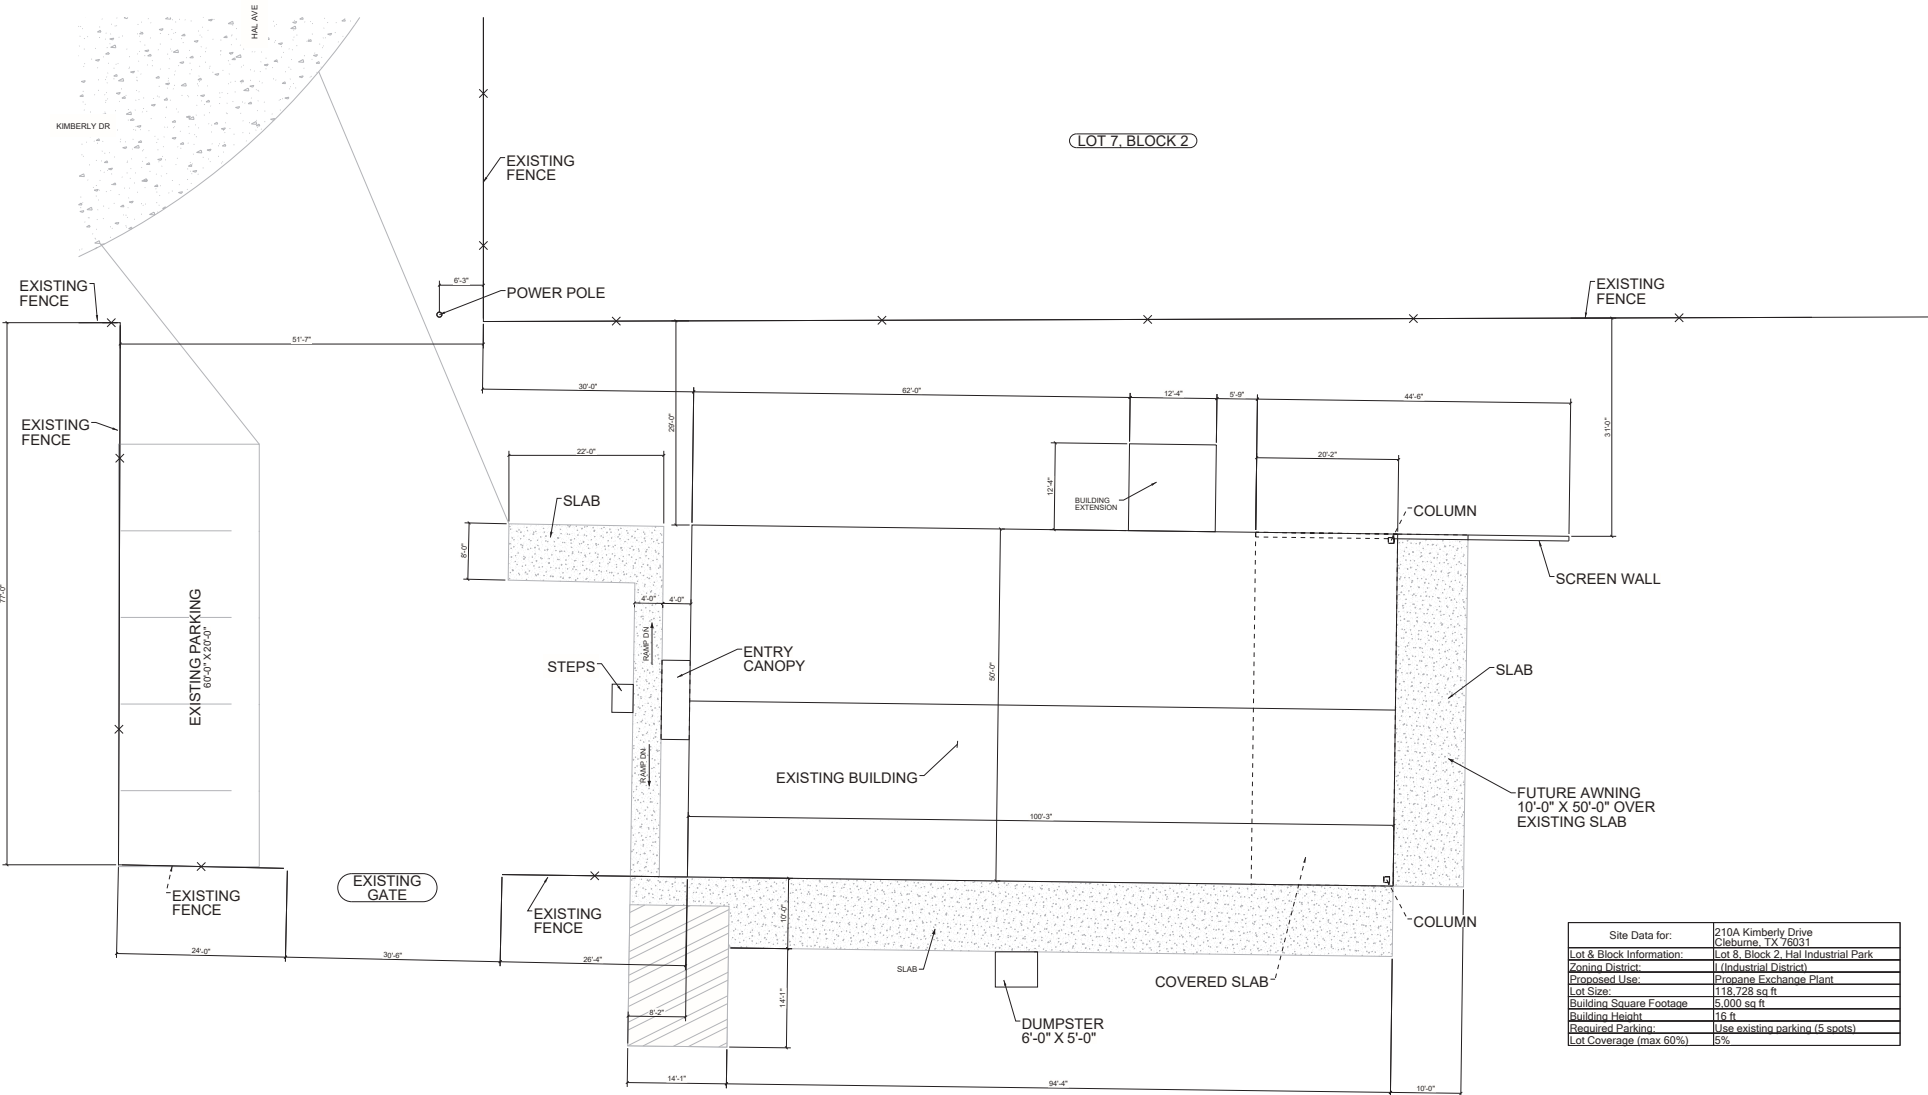 HAL AVE
KIMBERLY DR
LOT 7, BLOCK 2
EXISTING
FENCE
EXISTING
FENCE
6'-3"
POWER POLE
EXISTING
FENCE
51'-7"
30'-0"
62'-0"
12'-4"
5'-9"
44'-6"
29'-0"
31'-0"
EXISTING
FENCE
22'-0"
20'-2"
12'-4"
BUILDING
EXTENSION
SLAB
COLUMN
8'-0"
SCREEN WALL
77'-0"
EXISTING PARKING
60'-0" X 20'-0"
4'-0"
4'-0"
RAMP DN
STEPS
ENTRY
CANOPY
50'-0"
SLAB
RAMP DN
EXISTING BUILDING
FUTURE AWNING
10'-0" X 50'-0" OVER
EXISTING SLAB
100'-3"
EXISTING
GATE
EXISTING
FENCE
EXISTING
FENCE
10'-0"
COLUMN
24'-0"
30'-6"
26'-4"
SLAB
COVERED SLAB
14'-1"
8'-2"
DUMPSTER
6'-0" X 5'-0"
14'-1"
94'-4"
10'-0"
Site Data for: 210A Kimberly Drive
Cleburne, TX 76031
Lot & Block Information: Lot 8, Block 2, Hal Industrial Park
Zoning District: I (Industrial District)
Proposed Use: Propane Exchange Plant
Lot Size: 118,728 sq ft
Building Square Footage 5,000 sq ft
Building Height 16 ft
Required Parking: Use existing parking (5 spots)
Lot Coverage (max 60%) 5%